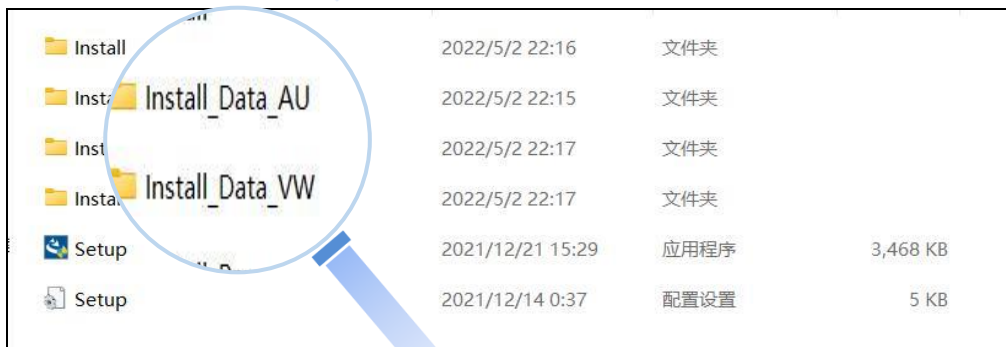 Install 2022/5/2 22:16 文件夹
Install_Data_AU 2022/5/2 22:15 文件夹
Inst 2022/5/2 22:17 文件夹
Install_Data_VW 2022/5/2 22:17 文件夹
Setup 2021/12/21 15:29 应用程序 3,468 KB
Setup 2021/12/14 0:37 配置设置 5 KB